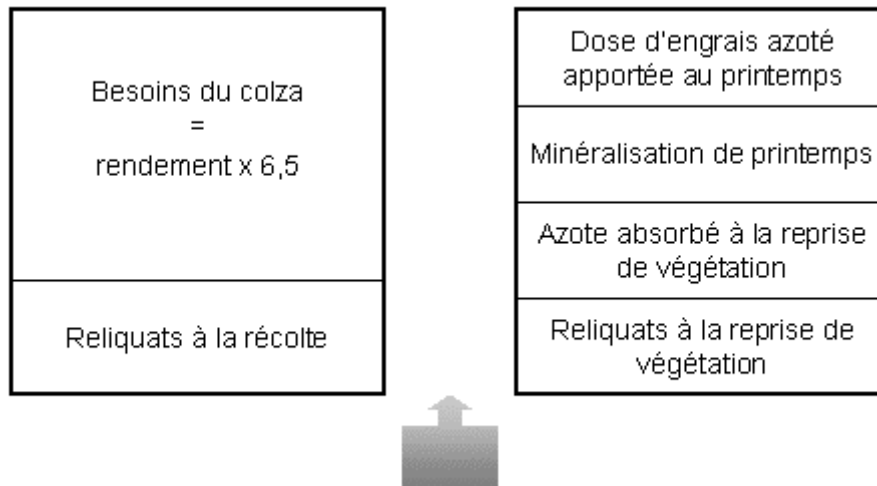 Besoins du colza
=
rendement x 6,5
Reliquats à la récolte
Dose d'engrais azoté
apportée au printemps
Minéralisation de printemps
Azote absorbé à la reprise
de végétation
Reliquats à la reprise de
végétation